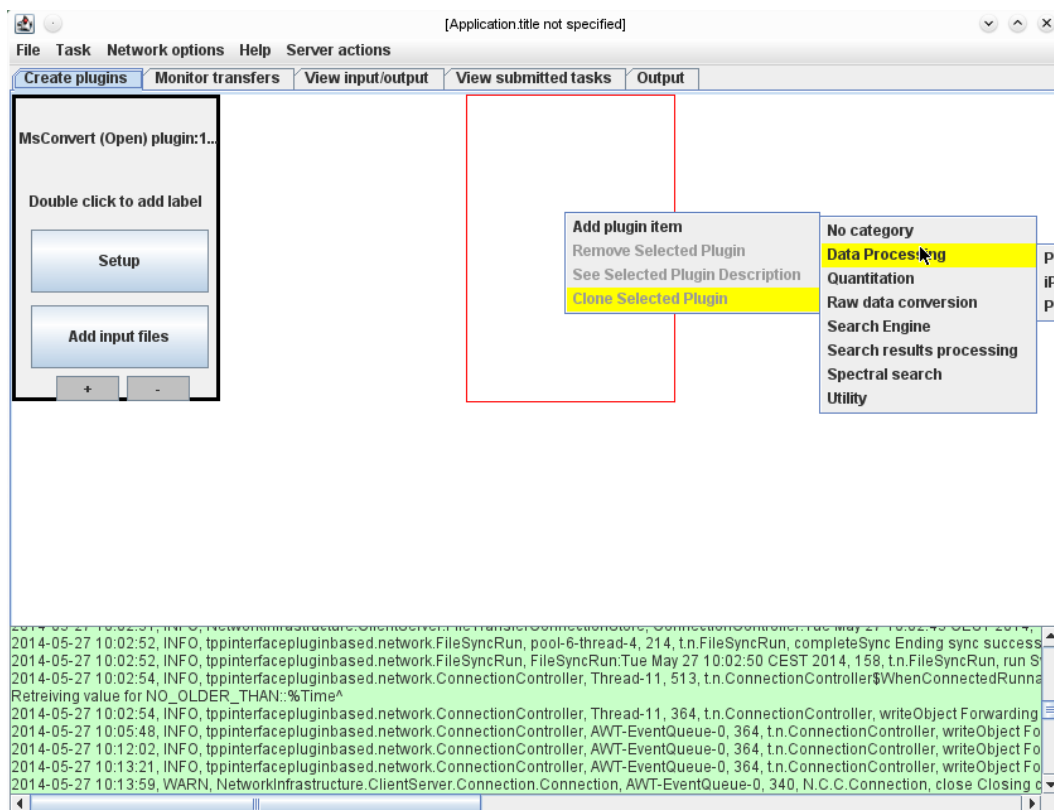 [Application.title not specified]
File Task Network options Help Server actions
Create plugins Monitor transfers View input/output View submitted tasks Output
MsConvert (Open) plugin:1...
Double click to add label
Setup
Add input files
+ -
Add plugin item
Remove Selected Plugin
See Selected Plugin Description
Clone Selected Plugin
No category
Data Processing
Quantitation
Raw data conversion
Search Engine
Search results processing
Spectral search
Utility
P
iP
P
2014-05-27 10:02:52, INFO, tppinterfacepluginbased.network.FileSyncRun, pool-6-thread-4, 214, t.n.FileSyncRun, completeSync Ending sync success
2014-05-27 10:02:52, INFO, tppinterfacepluginbased.network.FileSyncRun, FileSyncRun:Tue May 27 10:02:50 CEST 2014, 158, t.n.FileSyncRun, run S
2014-05-27 10:02:54, INFO, tppinterfacepluginbased.network.ConnectionController, Thread-11, 513, t.n.ConnectionController$WhenConnectedRunna
Retreiving value for NO_OLDER_THAN::%Time^
2014-05-27 10:02:54, INFO, tppinterfacepluginbased.network.ConnectionController, Thread-11, 364, t.n.ConnectionController, writeObject Forwarding
2014-05-27 10:05:48, INFO, tppinterfacepluginbased.network.ConnectionController, AWT-EventQueue-0, 364, t.n.ConnectionController, writeObject Fo
2014-05-27 10:12:02, INFO, tppinterfacepluginbased.network.ConnectionController, AWT-EventQueue-0, 364, t.n.ConnectionController, writeObject Fo
2014-05-27 10:13:21, INFO, tppinterfacepluginbased.network.ConnectionController, AWT-EventQueue-0, 364, t.n.ConnectionController, writeObject Fo
2014-05-27 10:13:59, WARN, NetworkInfrastructure.ClientServer.Connection.Connection, AWT-EventQueue-0, 340, N.C.C.Connection, close Closing c